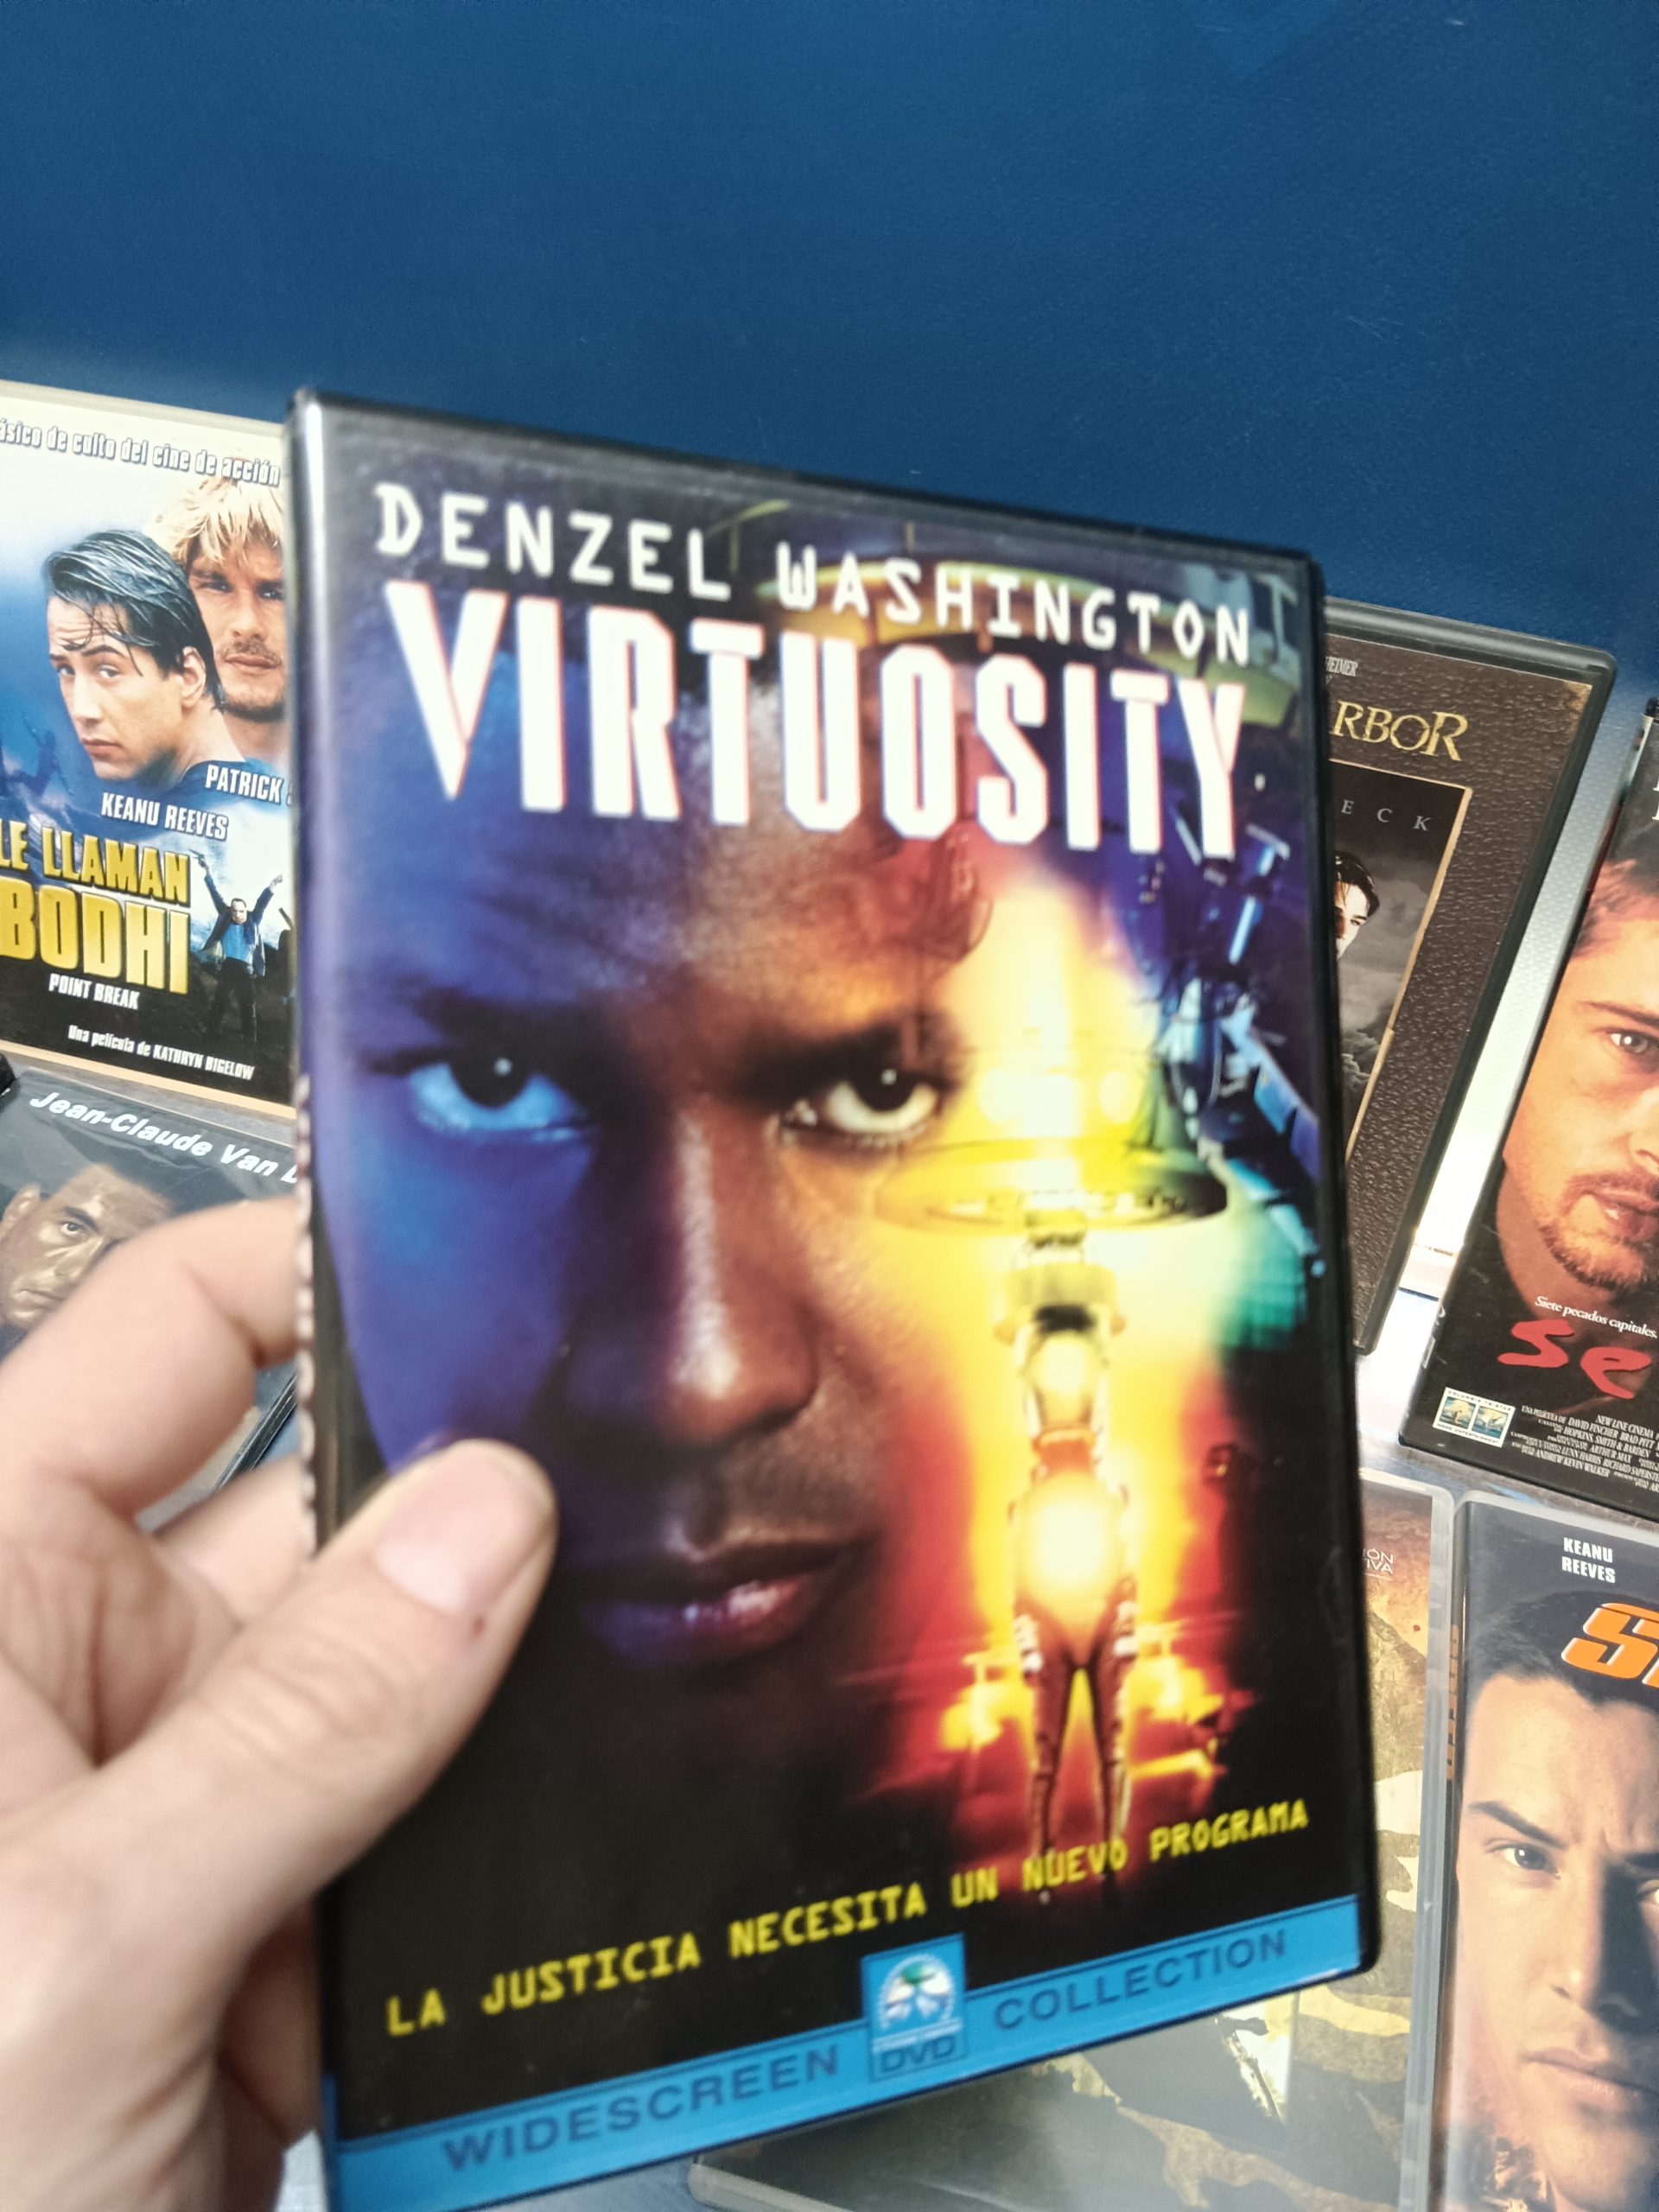 DENZEL WASHINGTON
VIRTUOSITY
LA JUSTICIA NECESITA UN NUEVO PROGRAMA
WIDESCREEN DVD COLLECTION
de culto del cine de acción
PATRICK
KEANU REEVES
LE LLAMAN
BODHI
POINT BREAK
Una película de KATHRYN BIGELOW
Jean-Claude Van
RBOR
ECK
Siete pecados capitales.
Se
KEANU
REEVES